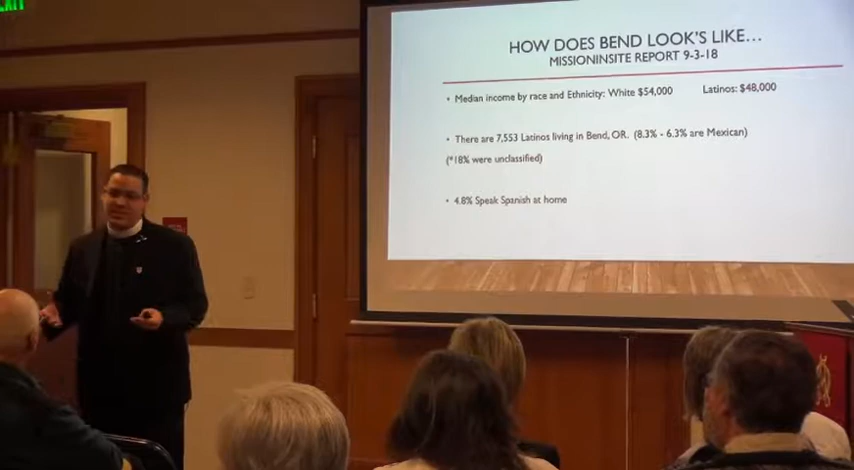 HOW DOES BEND LOOK'S LIKE...
MISSIONINSITE REPORT 9-3-18
• Median income by race and Ethnicity: White $54,000 Latinos: $48,000
• There are 7,553 Latinos living in Bend, OR. (8.3% - 6.3% are Mexican)
(*18% were unclassified)
• 4.8% Speak Spanish at home